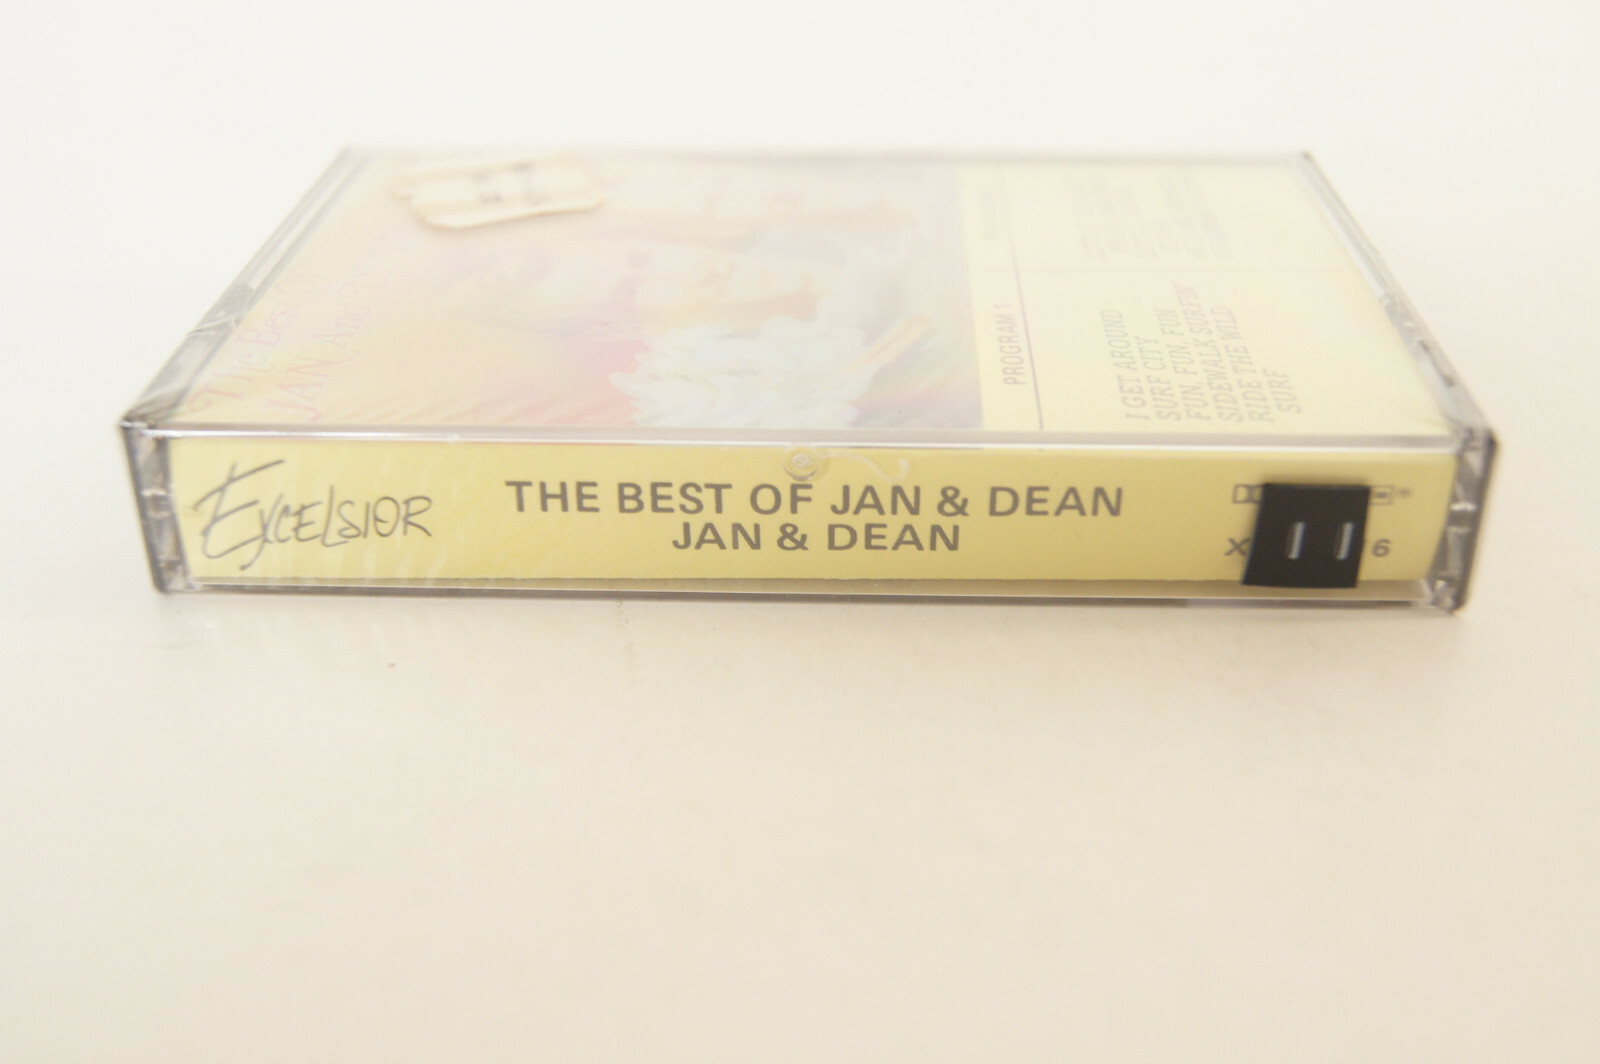 The Best of
JAN And
PROGRAM 1
I GET AROUND
SURF CITY
FUN, FUN, FUN
SIDEWALK SURFIN'
RIDE THE WILD
SURF
EXCELSIOR
THE BEST OF JAN & DEAN
JAN & DEAN
X 6